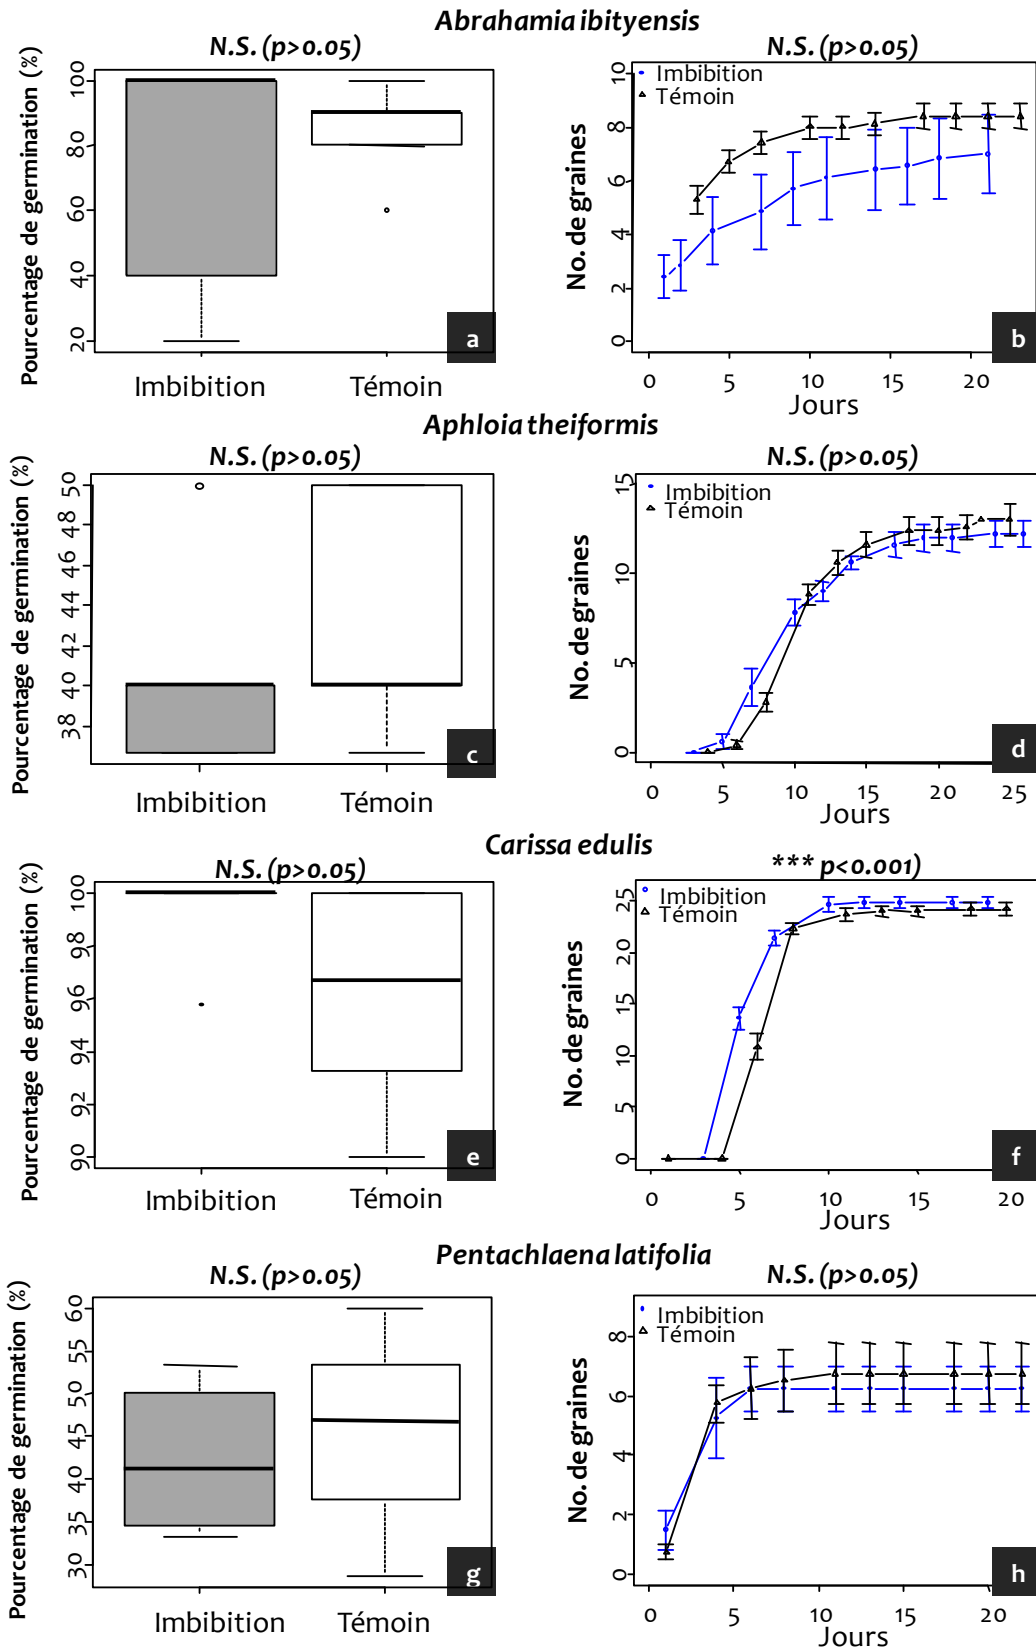 Abrahamia ibityensis
N.S. (p>0.05)
N.S. (p>0.05)
Pourcentage de germination (%)
20 40 60 80 100
Imbibition
Témoin
a
No. de graines
0 2 4 6 8 10
Imbibition
Témoin
0 5 10 15 20
Jours
b
Aphloia theiformis
N.S. (p>0.05)
N.S. (p>0.05)
Pourcentage de germination (%)
38 40 42 44 46 48 50
Imbibition
Témoin
c
No. de graines
0 5 10 15
Imbibition
Témoin
0 5 10 15 20 25
Jours
d
Carissa edulis
N.S. (p>0.05)
*** p<0.001)
Pourcentage de germination (%)
90 92 94 96 98 100
Imbibition
Témoin
e
No. de graines
0 5 10 15 20 25
Imbibition
Témoin
0 5 10 15 20
Jours
f
Pentachlaena latifolia
N.S. (p>0.05)
N.S. (p>0.05)
Pourcentage de germination (%)
30 35 40 45 50 55 60
Imbibition
Témoin
g
No. de graines
0 2 4 6 8
Imbibition
Témoin
0 5 10 15 20
Jours
h